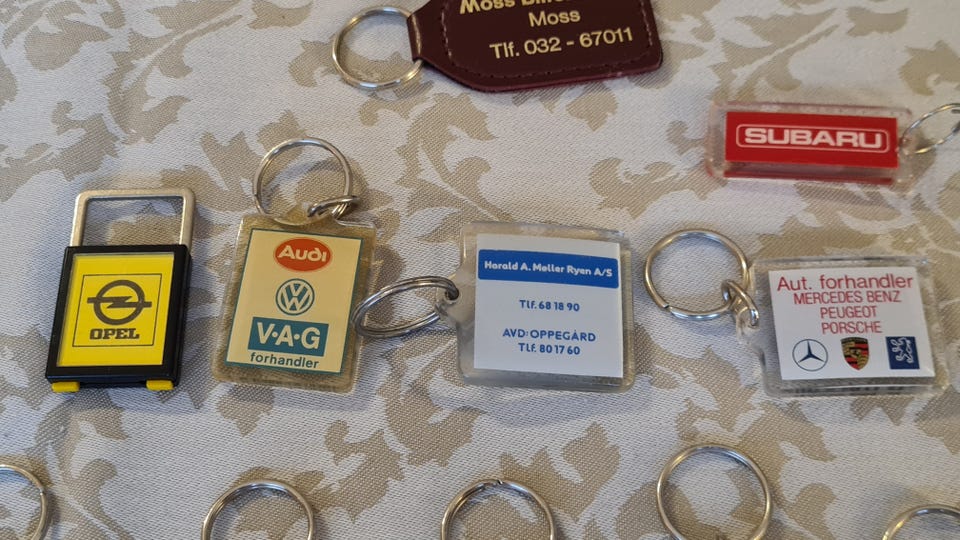 Moss
Moss
Tlf. 032 - 67011
SUBARU
OPEL
Audi
V·A·G
forhandler
Harald A. Møller Ryen A/S
Tlf. 68 18 90
AVD: OPPEGÅRD
Tlf. 80 17 60
Aut. forhandler
MERCEDES BENZ
PEUGEOT
PORSCHE